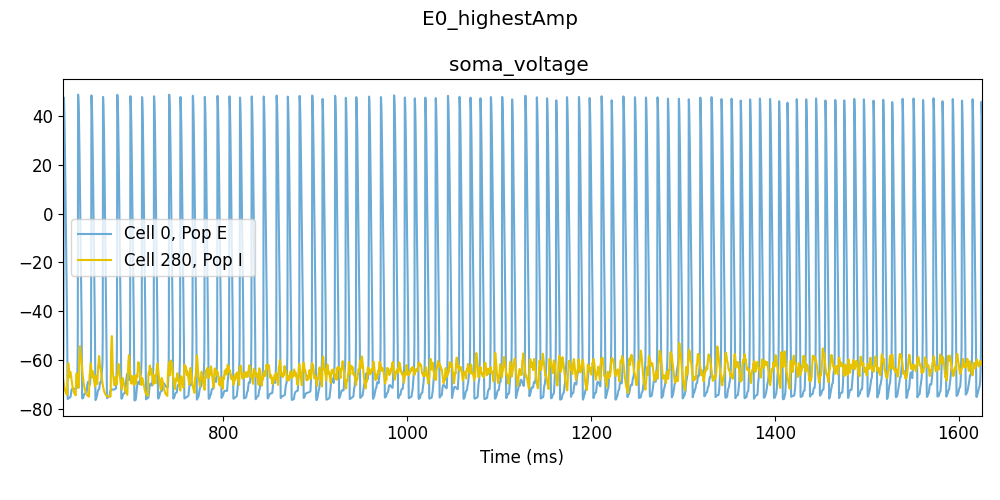 E0_highestAmp
soma_voltage
40
20
0
−20
−40
−60
−80
Cell 0, Pop E
Cell 280, Pop I
800
1000
1200
1400
1600
Time (ms)